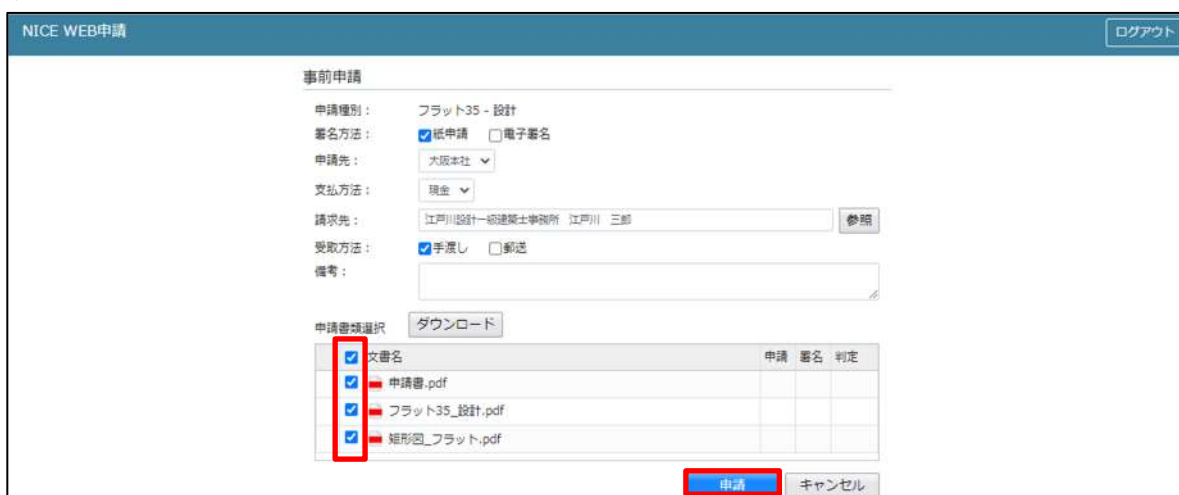 NICE WEB申請 ログアウト
事前申請
申請種別： フラット35 - 設計
署名方法： 紙申請 電子署名
申請先： 大阪本社
支払方法： 現金
請求先： 江戸川設計一級建築士事務所 江戸川 三郎 参照
受取方法： 手渡し 郵送
備考：
申請書類選択 ダウンロード
文書名 申請 署名 判定
申請書.pdf
フラット35_設計.pdf
矩形図_フラット.pdf
申請 キャンセル